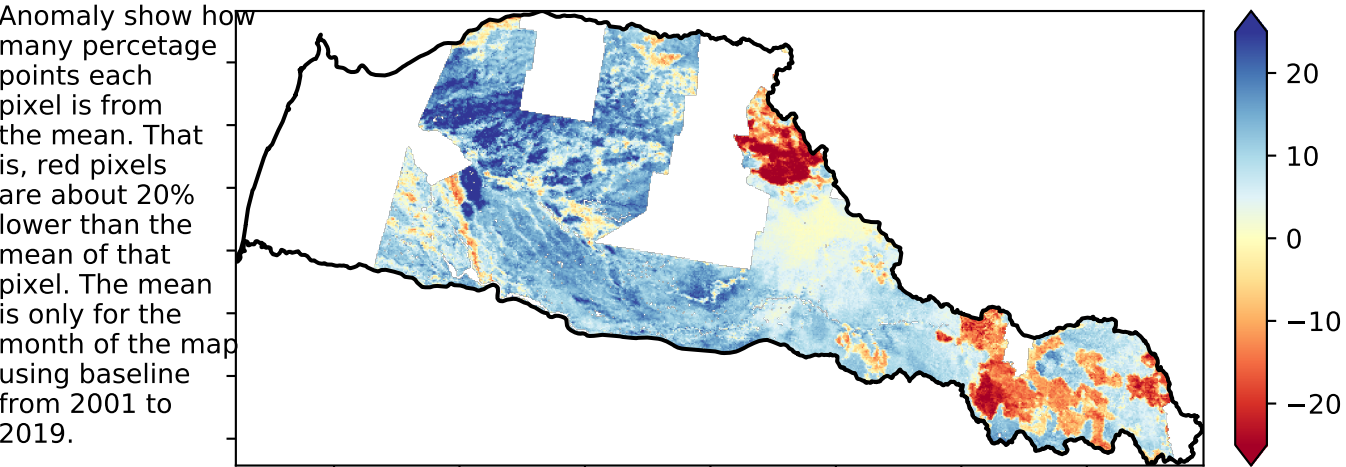 Anomaly show how
many percetage
points each
pixel is from
the mean. That
is, red pixels
are about 20%
lower than the
mean of that
pixel. The mean
is only for the
month of the map
using baseline
from 2001 to
2019.
20
10
0
−10
−20